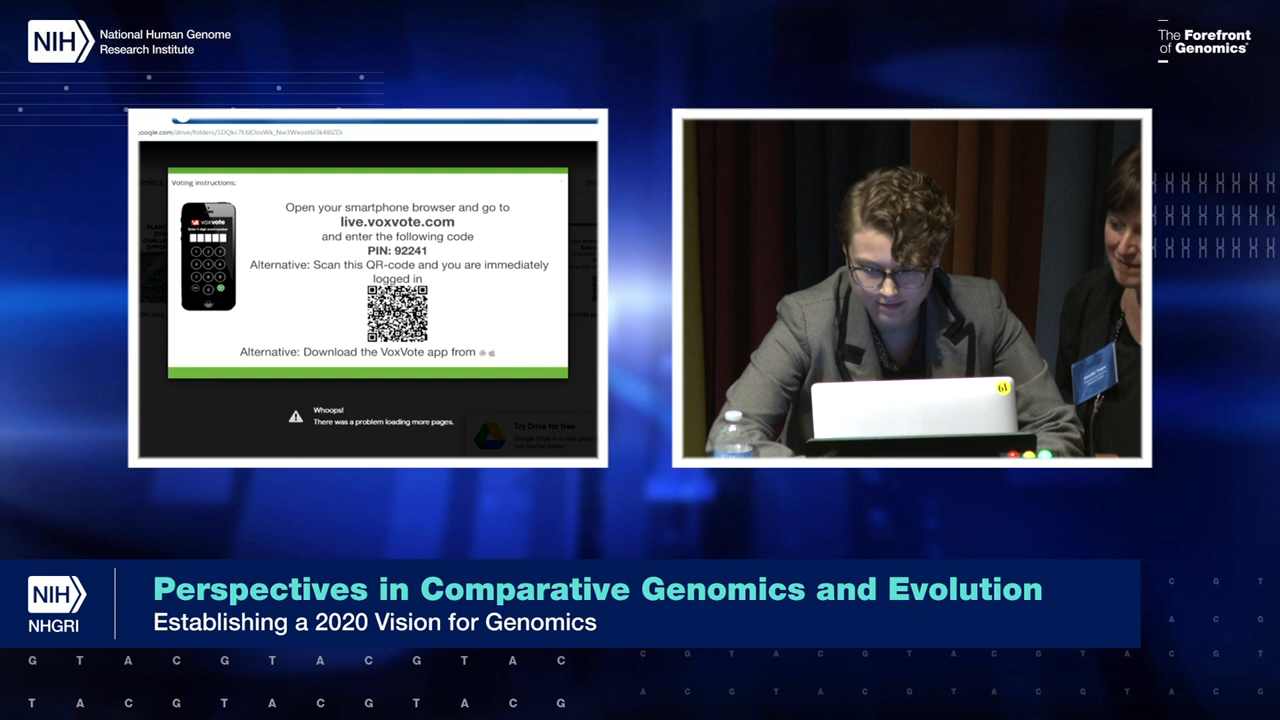 NIH
National Human Genome
Research Institute
The Forefront
of Genomics®
Voting instructions:
Open your smartphone browser and go to
live.voxvote.com
and enter the following code
PIN: 92241
Alternative: Scan this QR-code and you are immediately
logged in
Alternative: Download the VoxVote app from
voxvote
Whoops!
There was a problem loading more pages.
Try Drive for free
61
NIH
NHGRI
Perspectives in Comparative Genomics and Evolution
Establishing a 2020 Vision for Genomics
C G T
A C G
G T A C G T A C G T A C
C G T A C G T A C G T A C G T
T A C G T A C G T A C G
A C G T A C G T A C G T A C G